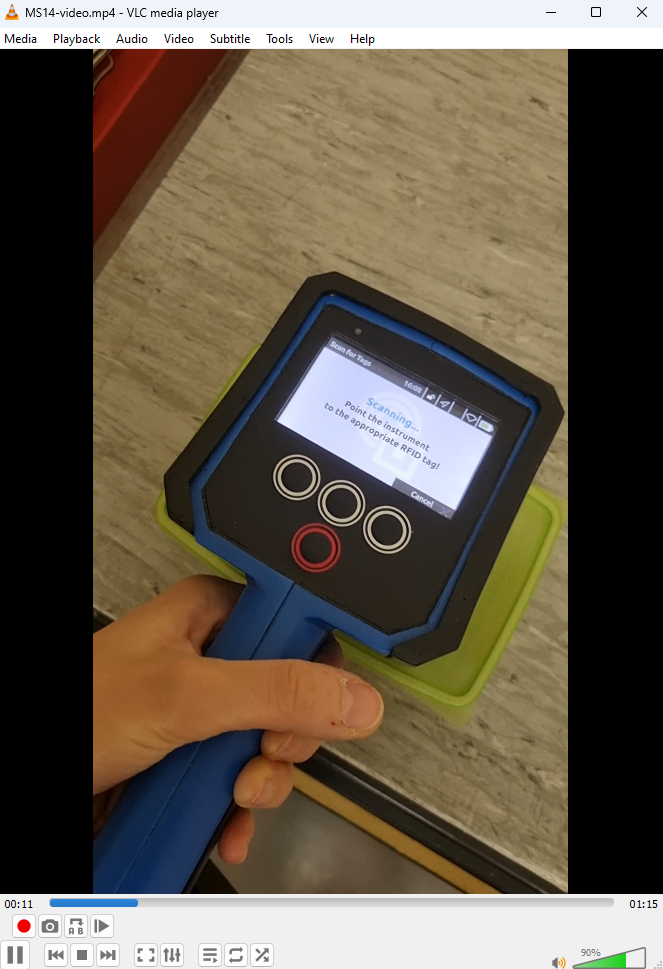 MS14-video.mp4 - VLC media player
Media Playback Audio Video Subtitle Tools View Help
Scan for Tags
16:08
Scanning...
Point the instrument
to the appropriate RFID tag!
Cancel
00:11
01:15
A B
90%